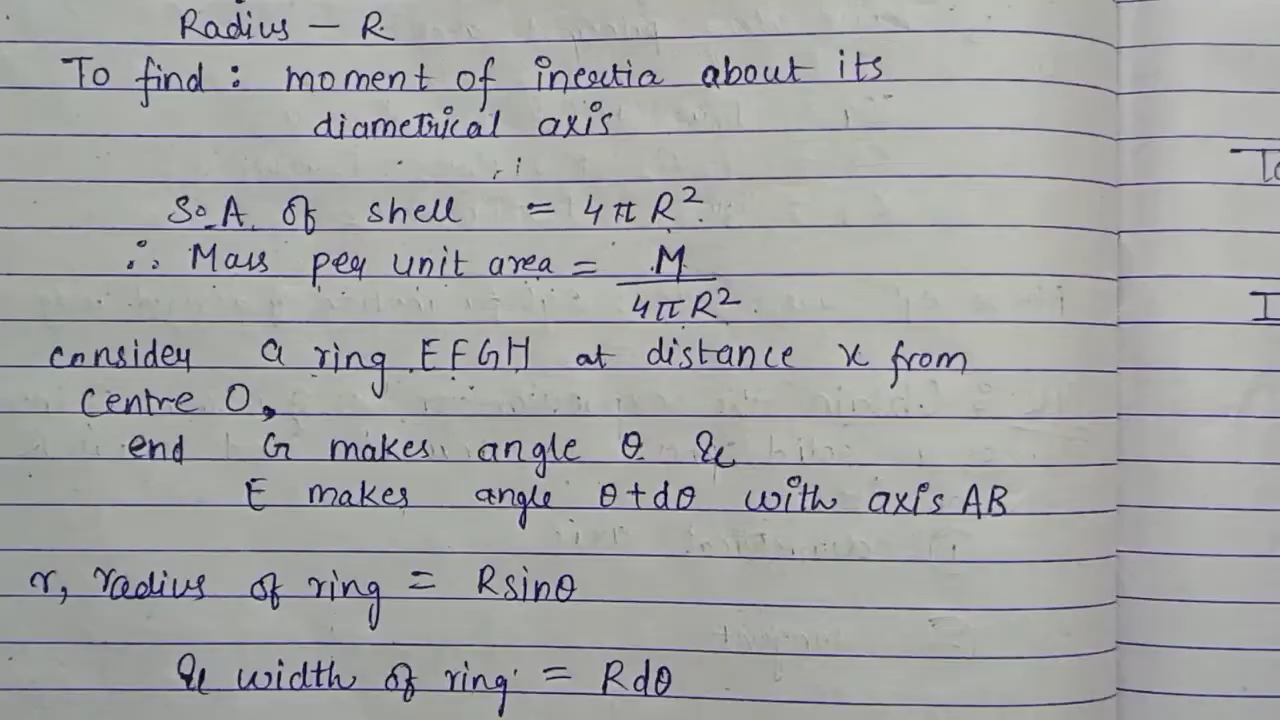 Radius — R
To find : moment of inertia about its
diametrical axis
S.A. of shell = 4πR²
∴ Mass per unit area = M / 4πR²
consider a ring EFGH at distance x from
centre O,
end G makes angle θ &
E makes angle θ+dθ with axis AB
r, radius of ring = Rsinθ
& width of ring = Rdθ
To
I